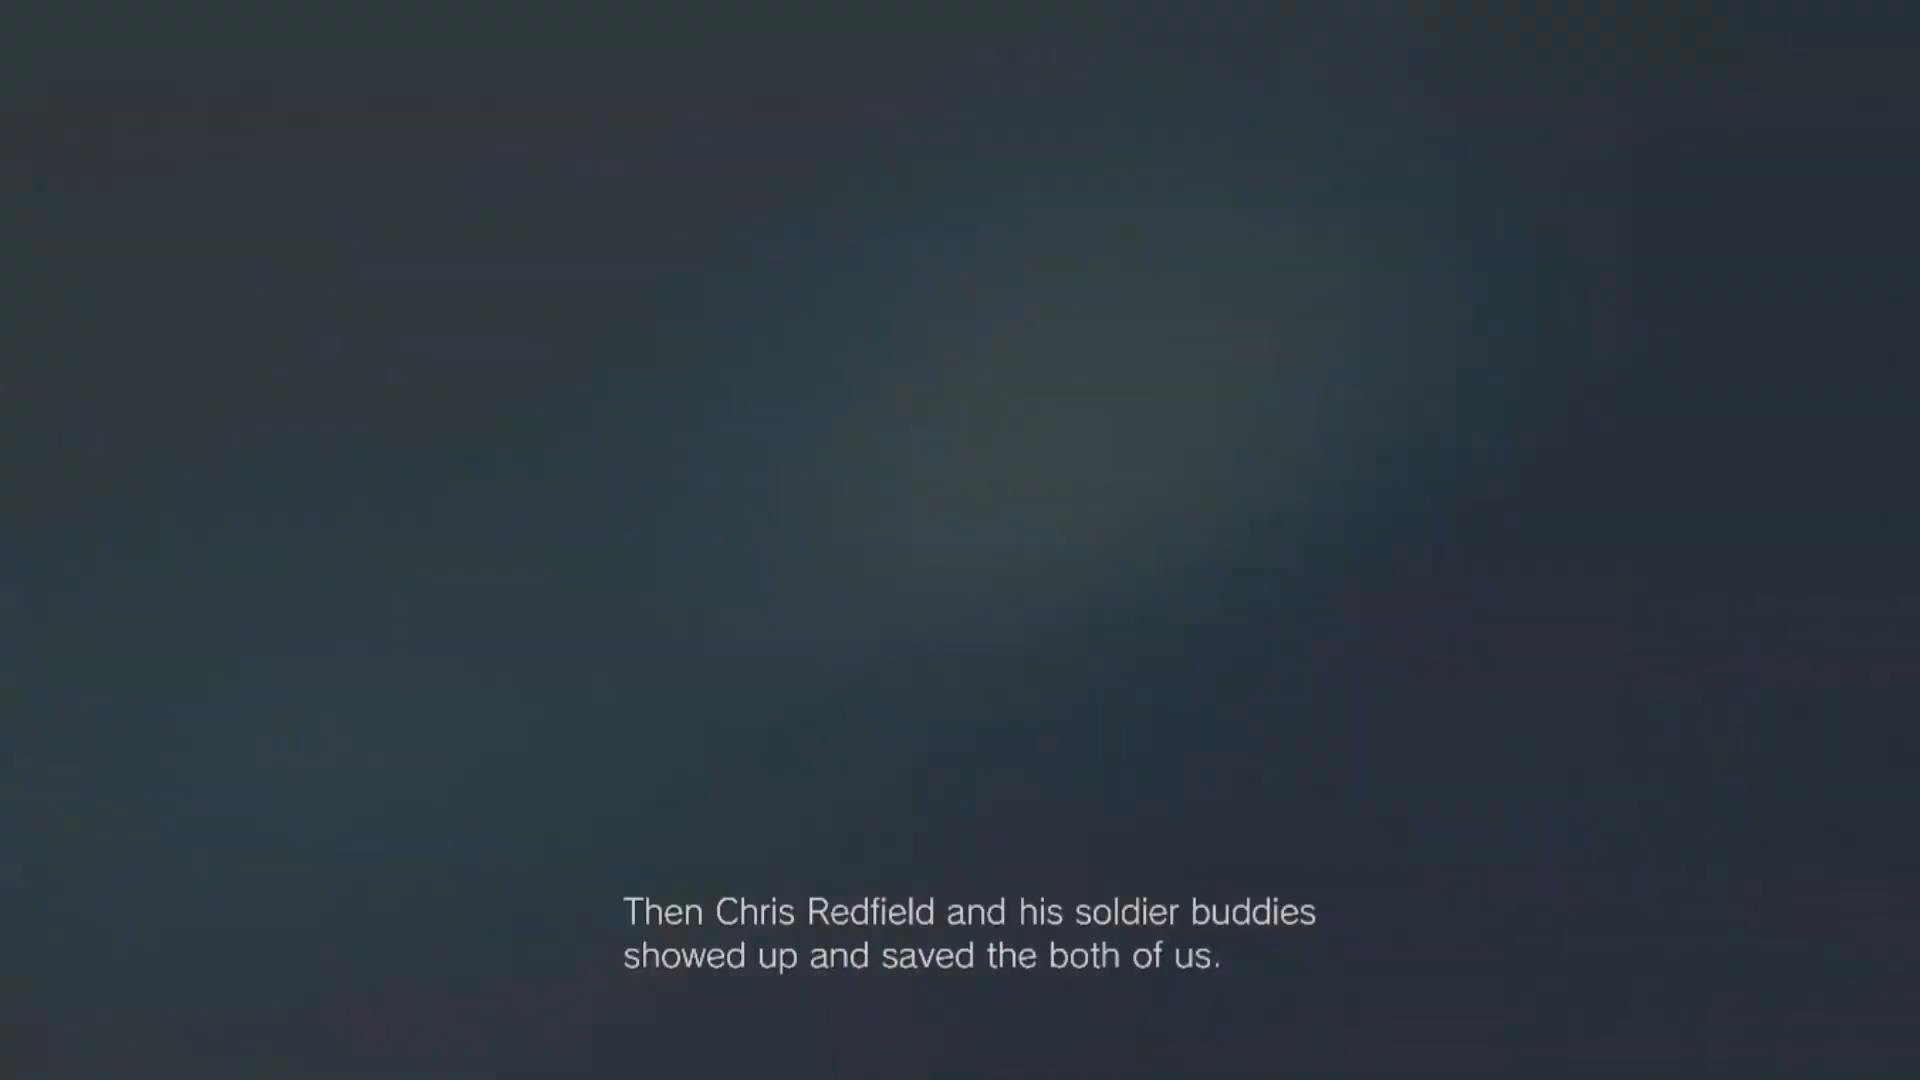 Then Chris Redfield and his soldier buddies
showed up and saved the both of us.